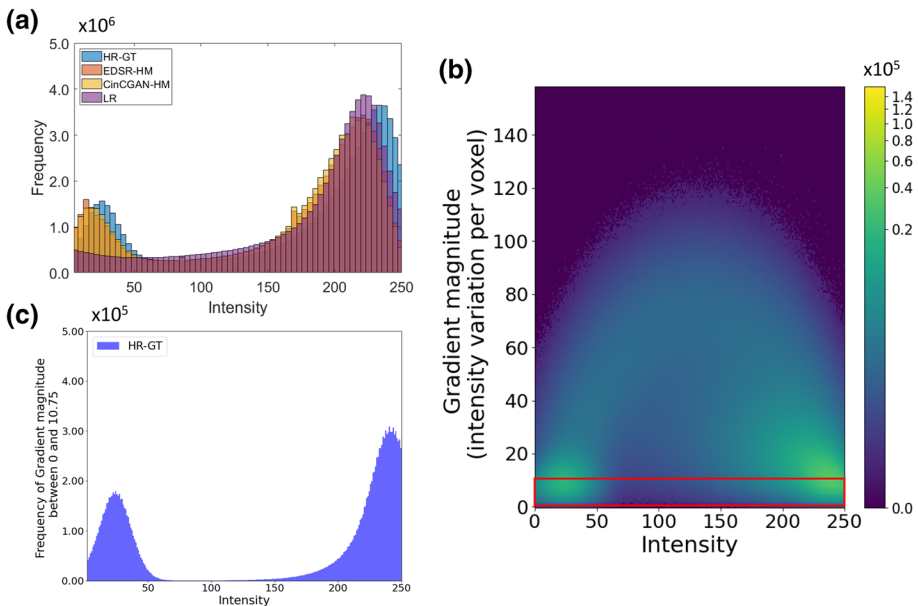 (a)
x10⁶
5.0
4.0
3.0
2.0
1.0
0.0
Frequency
HR-GT
EDSR-HM
CinCGAN-HM
LR
50 100 150 200 250
Intensity
(b)
x10⁵
Gradient magnitude
(intensity variation per voxel)
140
120
100
80
60
40
20
0
0 50 100 150 200 250
Intensity
1.4
1.2
1.0
0.8
0.6
0.4
0.2
0.0
(c)
x10⁵
5.00
4.00
3.00
2.00
1.00
0.00
Frequency of Gradient magnitude
between 0 and 10.75
HR-GT
50 100 150 200 250
Intensity